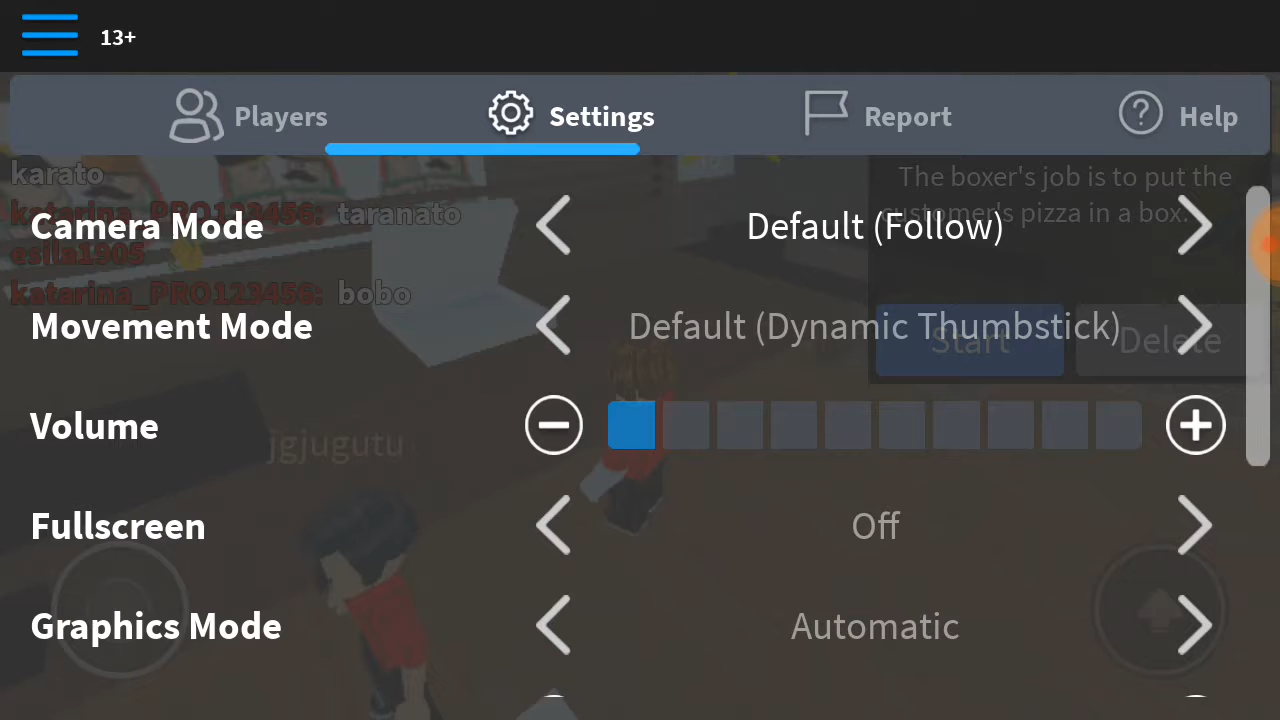 13+
Players Settings Report Help
karato
katarina_PRO123456: taranato
esila1905
katarina_PRO123456: bobo
The boxer's job is to put the
customer's pizza in a box.
Start Delete
Camera Mode Default (Follow)
Movement Mode Default (Dynamic Thumbstick)
Volume
jgjugutu
Fullscreen Off
Graphics Mode Automatic